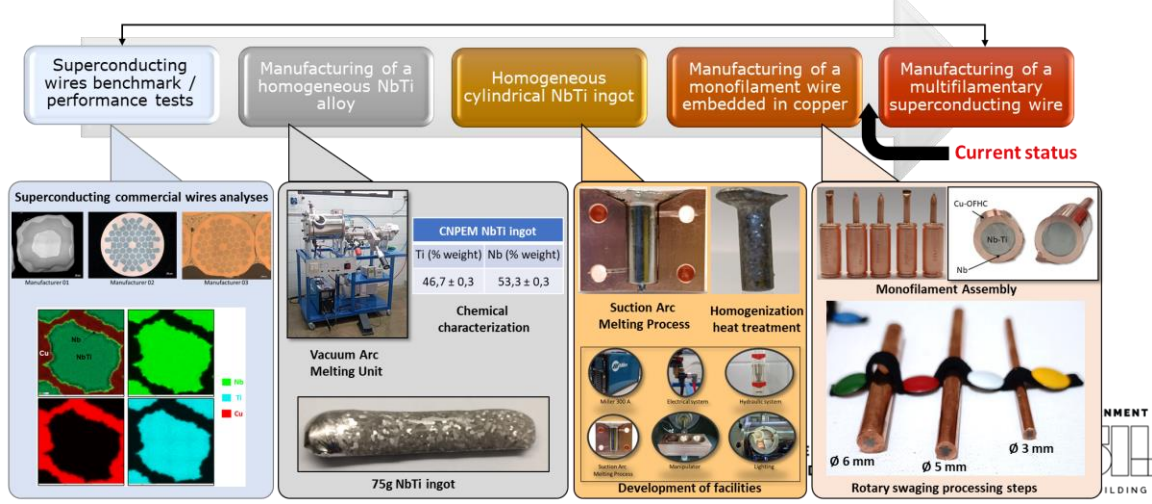 Superconducting
wires benchmark /
performance tests
Manufacturing of a
homogeneous NbTi
alloy
Homogeneous
cylindrical NbTi ingot
Manufacturing of a
monofilament wire
embedded in copper
Manufacturing of a
multifilamentary
superconducting wire
Current status
Superconducting commercial wires analyses
Manufacturer 01
Manufacturer 02
Manufacturer 03
Cu
Nb
NbTi
Nb
Ti
Cu
CNPEM NbTi ingot
Ti (% weight) Nb (% weight)
46,7 ± 0,3 53,3 ± 0,3
Chemical
characterization
Vacuum Arc
Melting Unit
75g NbTi ingot
Suction Arc
Melting Process
Homogenization
heat treatment
Miller 300 A
Electrical system
Hydraulic system
Suction Arc
Melting Process
Manipulator
Lighting
Development of facilities
Cu-OFHC
Nb-Ti
Nb
Monofilament Assembly
Ø 6 mm
Ø 5 mm
Ø 3 mm
Rotary swaging processing steps
NMENT
UILDING